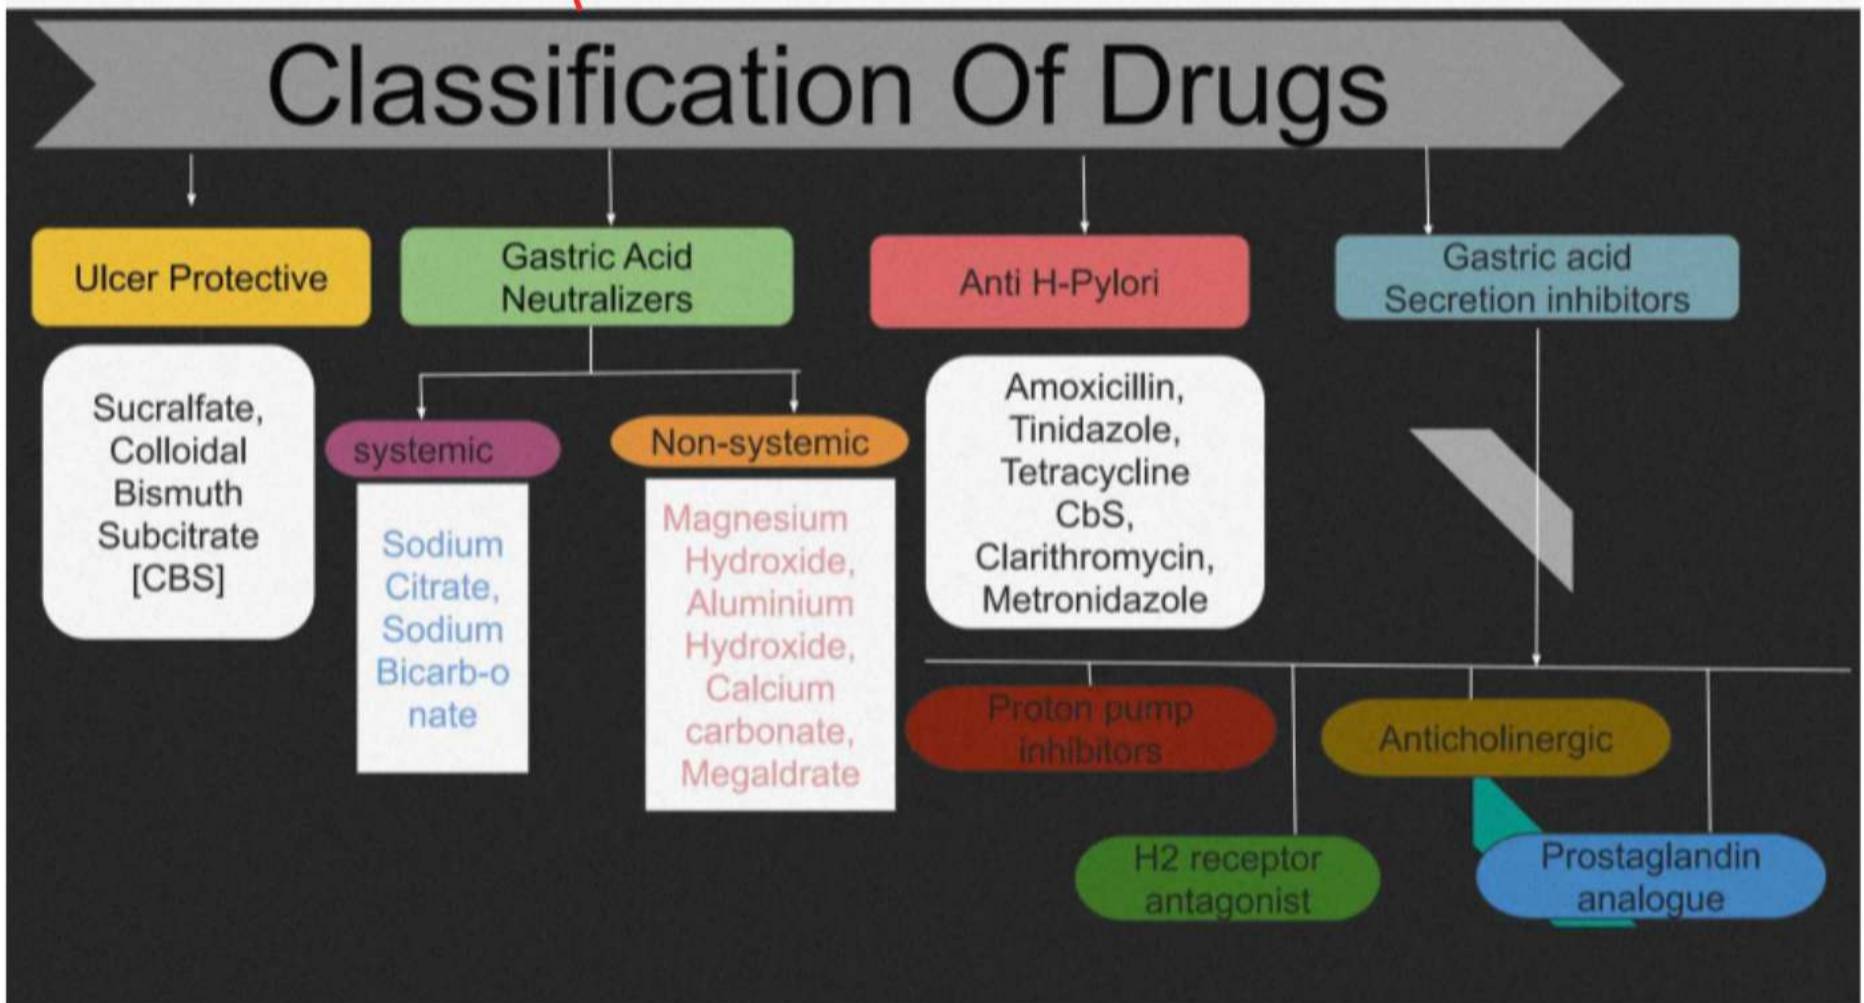 Classification Of Drugs
Ulcer Protective
Sucralfate,
Colloidal
Bismuth
Subcitrate
[CBS]
Gastric Acid
Neutralizers
systemic
Sodium
Citrate,
Sodium
Bicarb-o
nate
Non-systemic
Magnesium
Hydroxide,
Aluminium
Hydroxide,
Calcium
carbonate,
Megaldrate
Anti H-Pylori
Amoxicillin,
Tinidazole,
Tetracycline
CbS,
Clarithromycin,
Metronidazole
Gastric acid
Secretion inhibitors
Proton pump
inhibitors
H2 receptor
antagonist
Anticholinergic
Prostaglandin
analogue